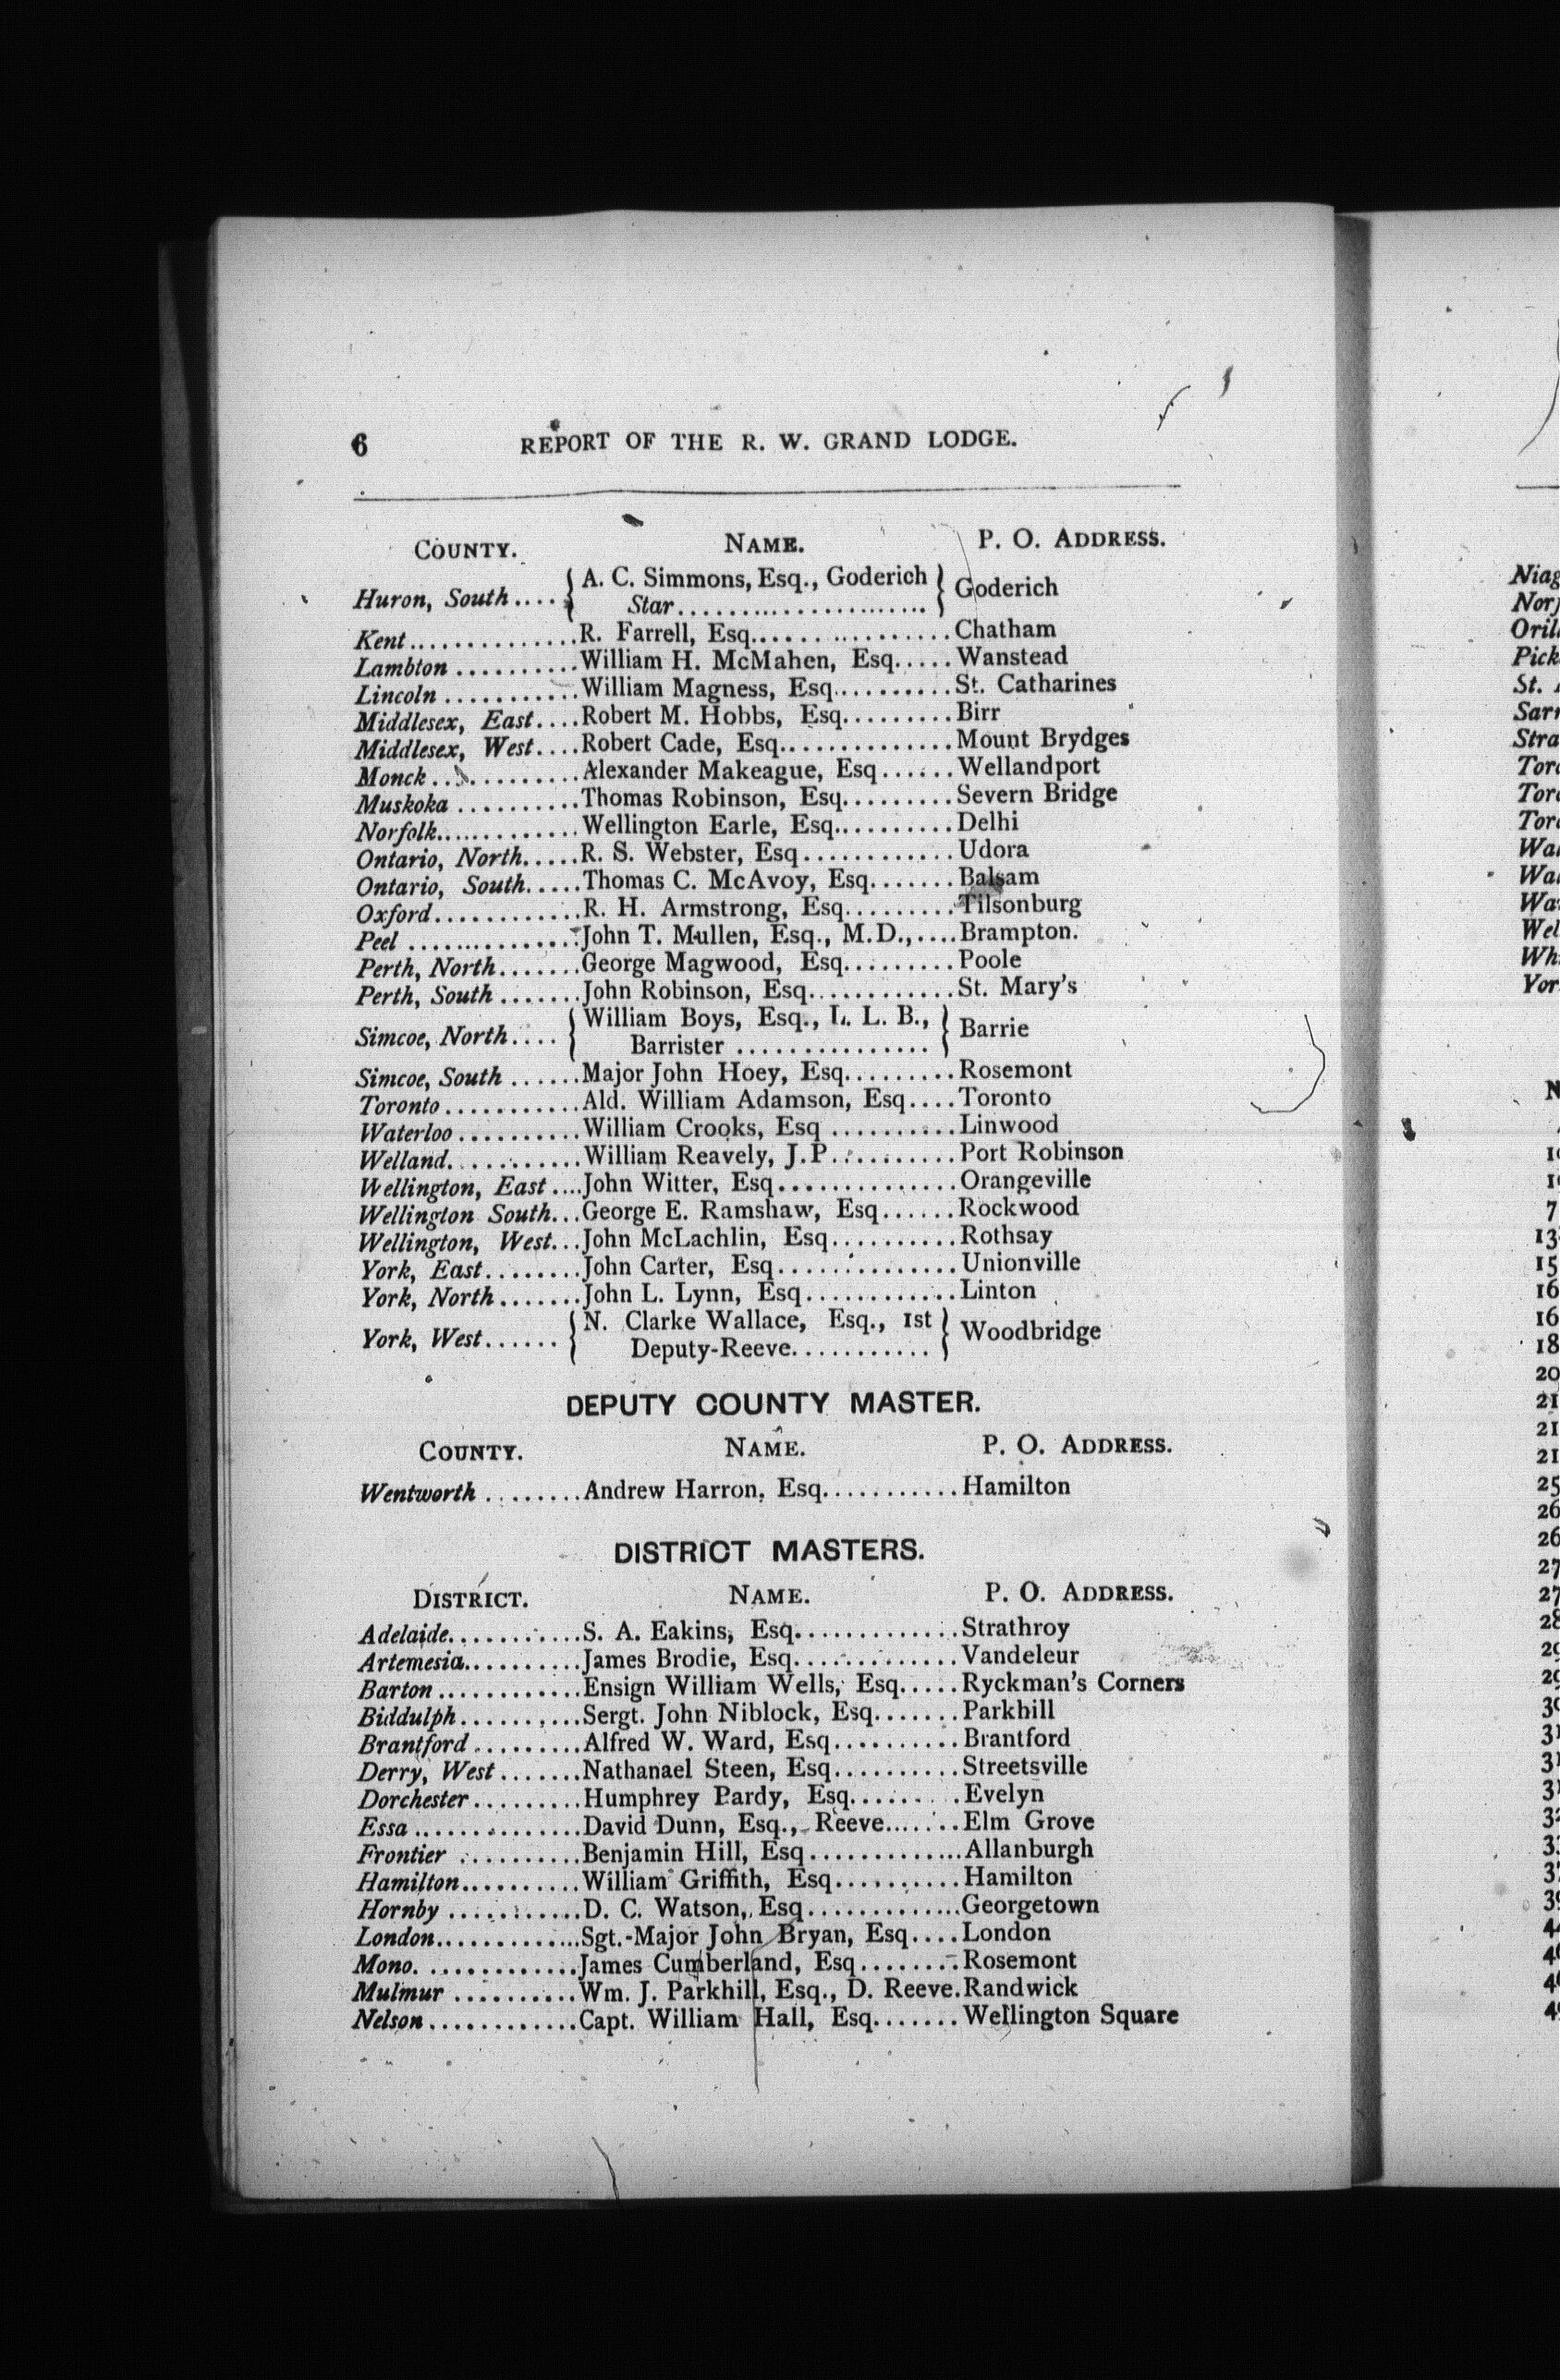 6 REPORT OF THE R. W. GRAND LODGE.
COUNTY. NAME. P. O. ADDRESS.
Huron, South.... { A. C. Simmons, Esq., Goderich } Goderich
Star....................
Kent..............R. Farrell, Esq..................Chatham
Lambton ..........William H. McMahen, Esq.....Wanstead
Lincoln ...........William Magness, Esq..........St. Catharines
Middlesex, East....Robert M. Hobbs, Esq.........Birr
Middlesex, West....Robert Cade, Esq..............Mount Brydges
Monck.............Alexander Makeague, Esq......Wellandport
Muskoka ..........Thomas Robinson, Esq.........Severn Bridge
Norfolk............Wellington Earle, Esq..........Delhi
Ontario, North.....R. S. Webster, Esq............Udora
Ontario, South.....Thomas C. McAvoy, Esq.......Balsam
Oxford............R. H. Armstrong, Esq.........Tilsonburg
Peel ..............John T. Mullen, Esq., M.D.,....Brampton.
Perth, North.......George Magwood, Esq.........Poole
Perth, South .......John Robinson, Esq............St. Mary's
Simcoe, North.... { William Boys, Esq., L. L. B., } Barrie
Barrister ...............
Simcoe, South ......Major John Hoey, Esq.........Rosemont
Toronto...........Ald. William Adamson, Esq....Toronto
Waterloo..........William Crooks, Esq ..........Linwood
Welland...........William Reavely, J.P..........Port Robinson
Wellington, East ....John Witter, Esq..............Orangeville
Wellington South...George E. Ramshaw, Esq......Rockwood
Wellington, West...John McLachlin, Esq..........Rothsay
York, East........John Carter, Esq..............Unionville
York, North.......John L. Lynn, Esq............Linton
York, West...... { N. Clarke Wallace, Esq., 1st } Woodbridge
Deputy-Reeve...........
DEPUTY COUNTY MASTER.
COUNTY. NAME. P. O. ADDRESS.
Wentworth ........Andrew Harron, Esq...........Hamilton
DISTRICT MASTERS.
DISTRICT. NAME. P. O. ADDRESS.
Adelaide...........S. A. Eakins, Esq.............Strathroy
Artemesia..........James Brodie, Esq.............Vandeleur
Barton............Ensign William Wells, Esq.....Ryckman's Corners
Biddulph..........Sergt. John Niblock, Esq.......Parkhill
Brantford.........Alfred W. Ward, Esq..........Brantford
Derry, West.......Nathanael Steen, Esq..........Streetsville
Dorchester.........Humphrey Pardy, Esq.........Evelyn
Essa ..............David Dunn, Esq., Reeve.......Elm Grove
Frontier ..........Benjamin Hill, Esq.............Allanburgh
Hamilton..........William Griffith, Esq..........Hamilton
Hornby ...........D. C. Watson, Esq.............Georgetown
London.............Sgt.-Major John Bryan, Esq....London
Mono.............James Cumberland, Esq........Rosemont
Mulmur ..........Wm. J. Parkhill, Esq., D. Reeve.Randwick
Nelson............Capt. William Hall, Esq.......Wellington Square